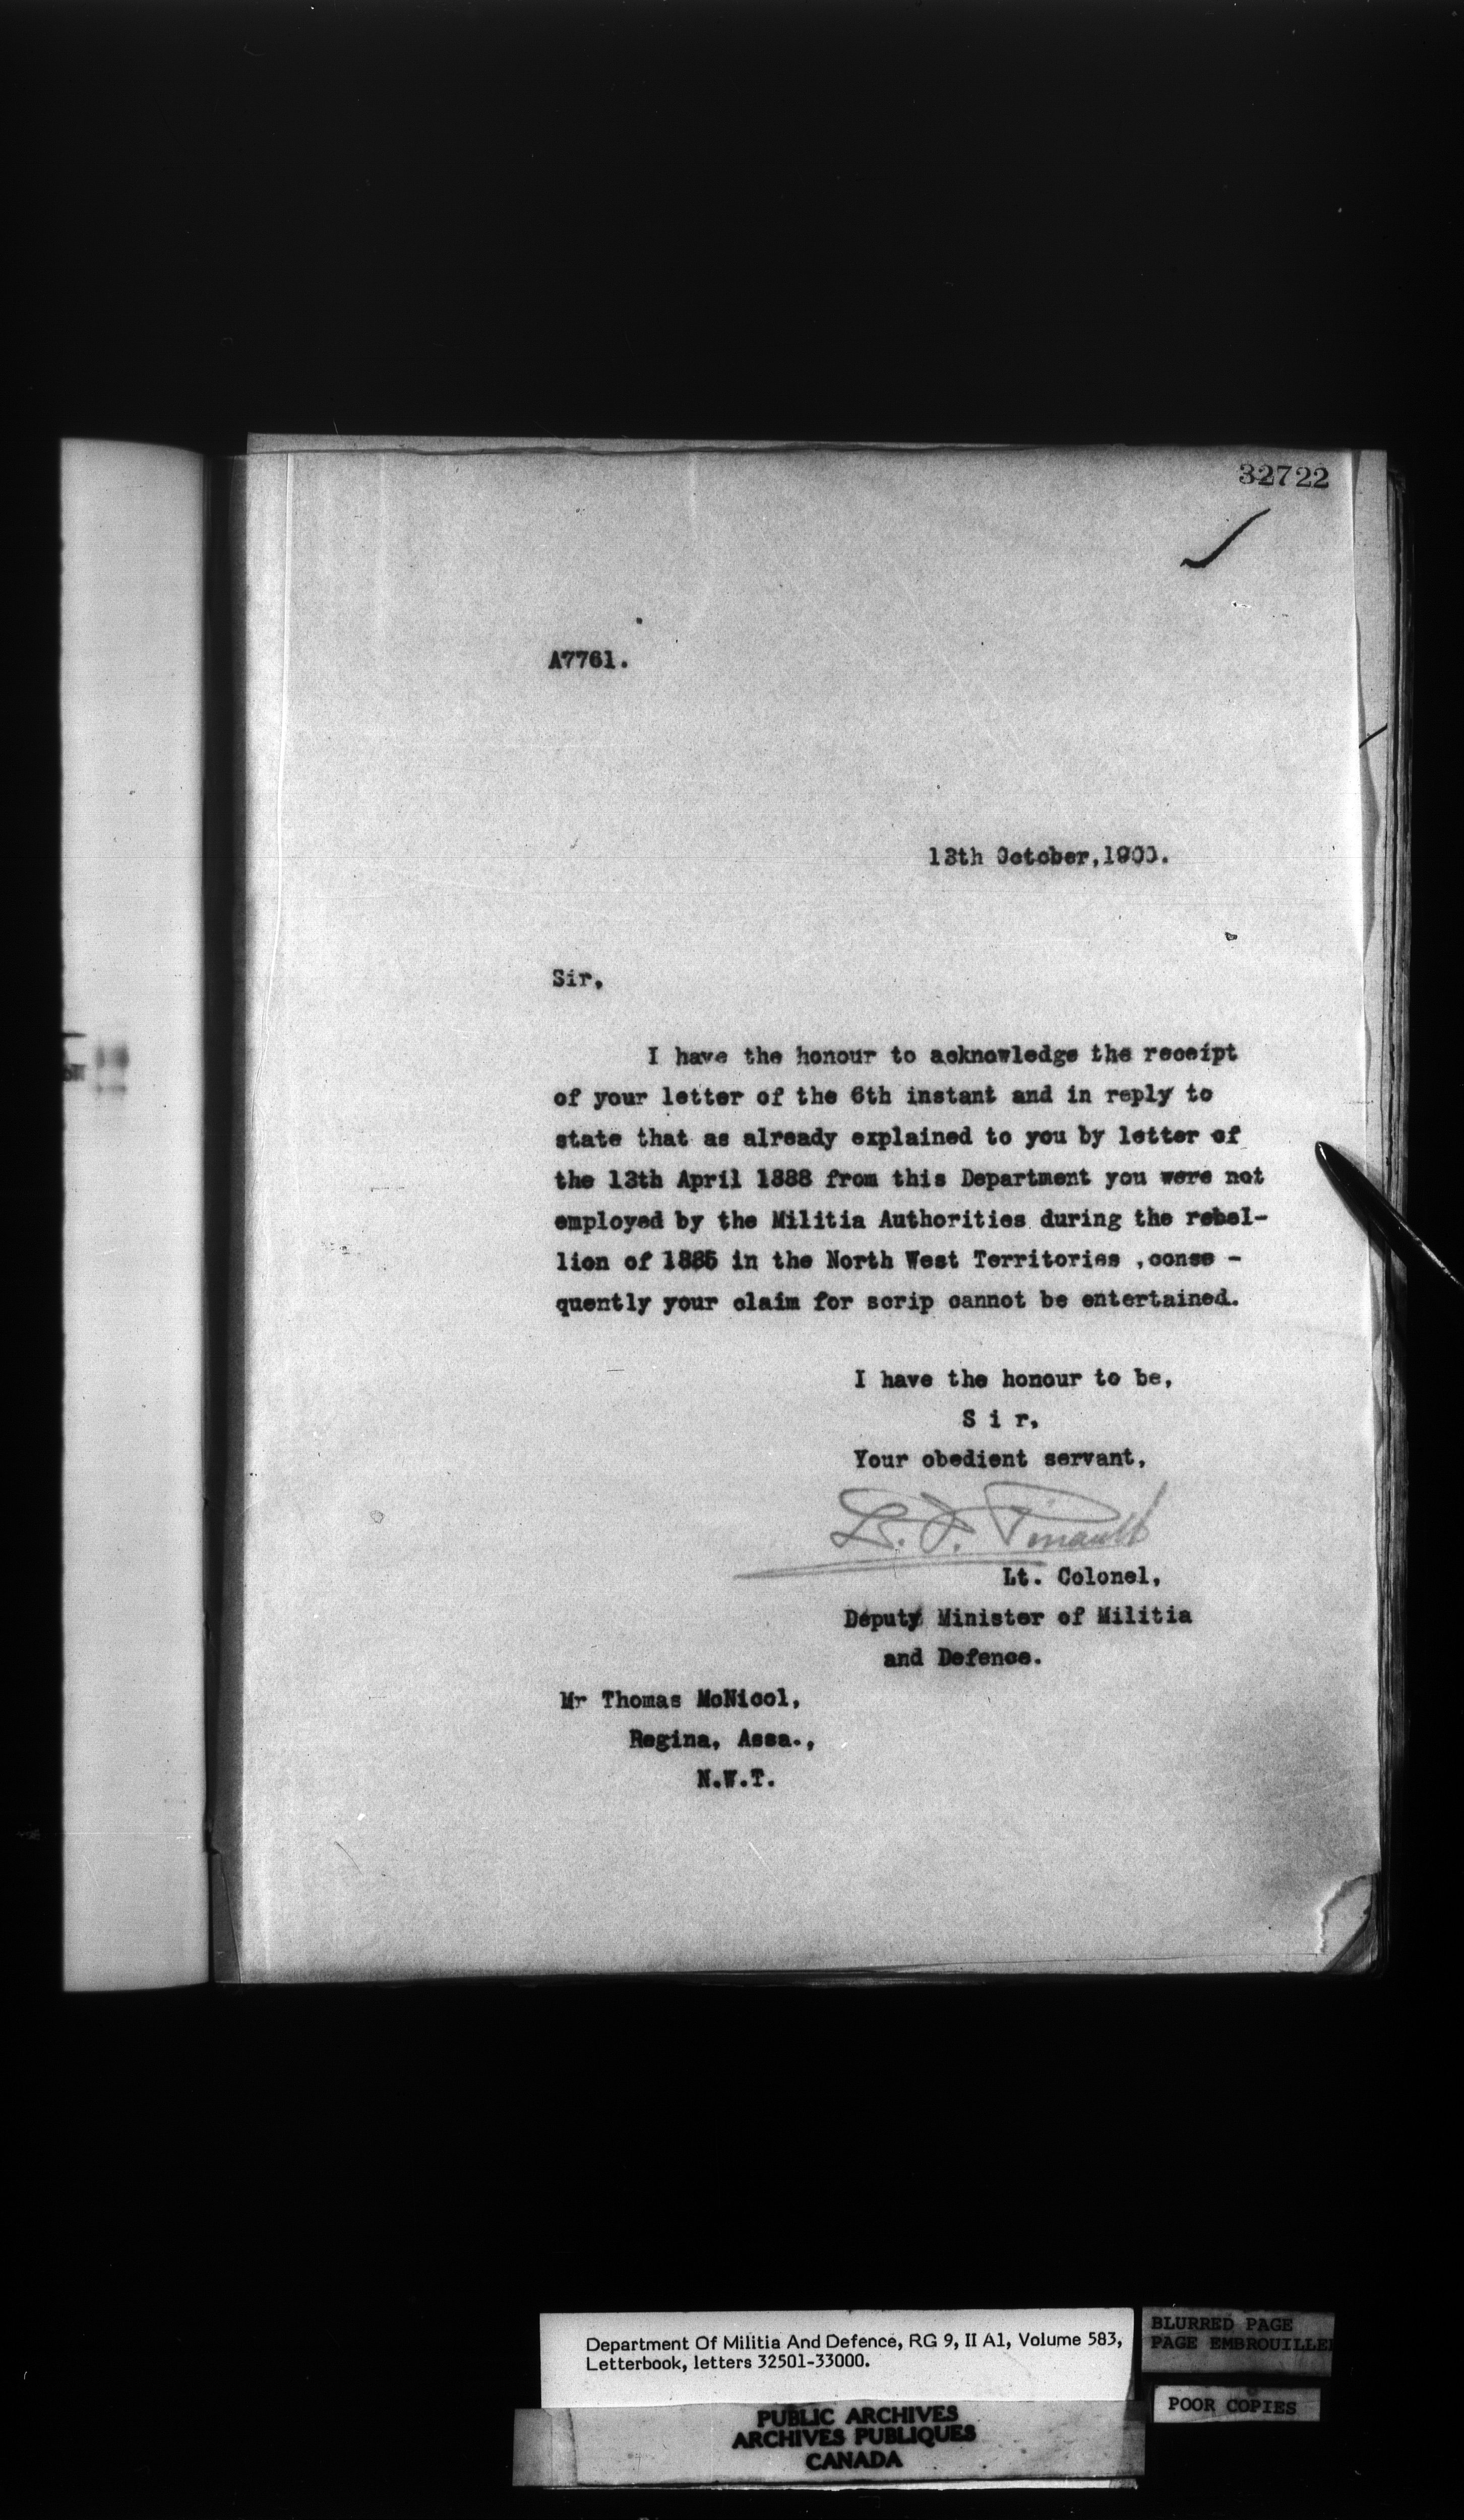 32722
A7761.
13th October,1900.
Sir,
I have the honour to acknowledge the receipt
of your letter of the 6th instant and in reply to
state that as already explained to you by letter of
the 13th April 1888 from this Department you were not
employed by the Militia Authorities during the rebel-
lion of 1885 in the North West Territories ,conse -
quently your claim for scrip cannot be entertained.
I have the honour to be,
S i r,
Your obedient servant,
L. F. Pinault
Lt. Colonel,
Deputy Minister of Militia
and Defence.
Mr Thomas McNicol,
Regina, Assa.,
N.W.T.
Department Of Militia And Defence, RG 9, II A1, Volume 583,
Letterbook, letters 32501-33000.
BLURRED PAGE
PAGE EMBROUILLE
POOR COPIES
PUBLIC ARCHIVES
ARCHIVES PUBLIQUES
CANADA